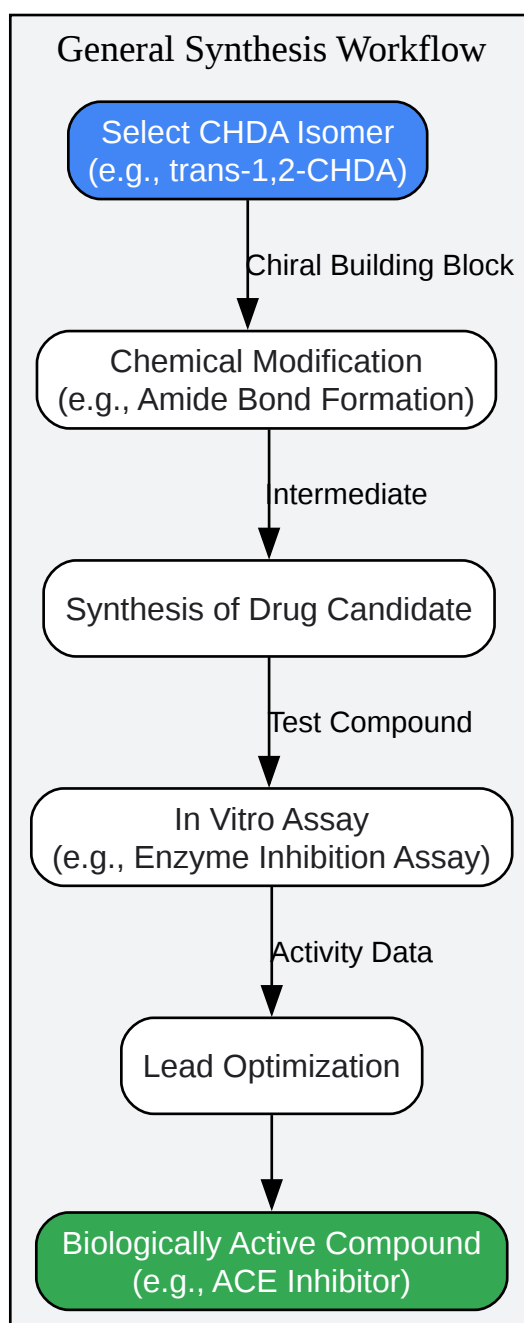 General Synthesis Workflow
Select CHDA Isomer
(e.g., trans-1,2-CHDA)
Chiral Building Block
Chemical Modification
(e.g., Amide Bond Formation)
Intermediate
Synthesis of Drug Candidate
Test Compound
In Vitro Assay
(e.g., Enzyme Inhibition Assay)
Activity Data
Lead Optimization
Biologically Active Compound
(e.g., ACE Inhibitor)